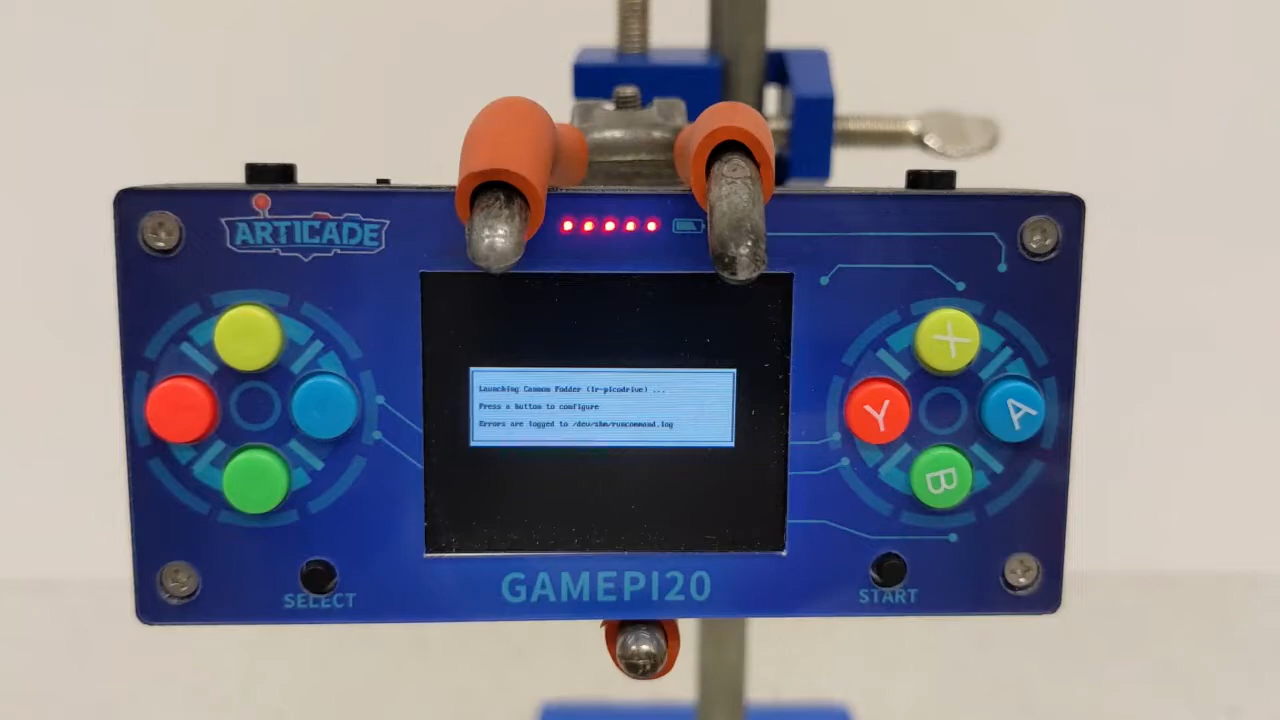 ARTICADE
Launching Cannon Fodder (lr-picodrive) ...
Press a button to configure
Errors are logged to /dev/shm/runcommand.log
X
Y
A
B
SELECT
GAMEPI20
START